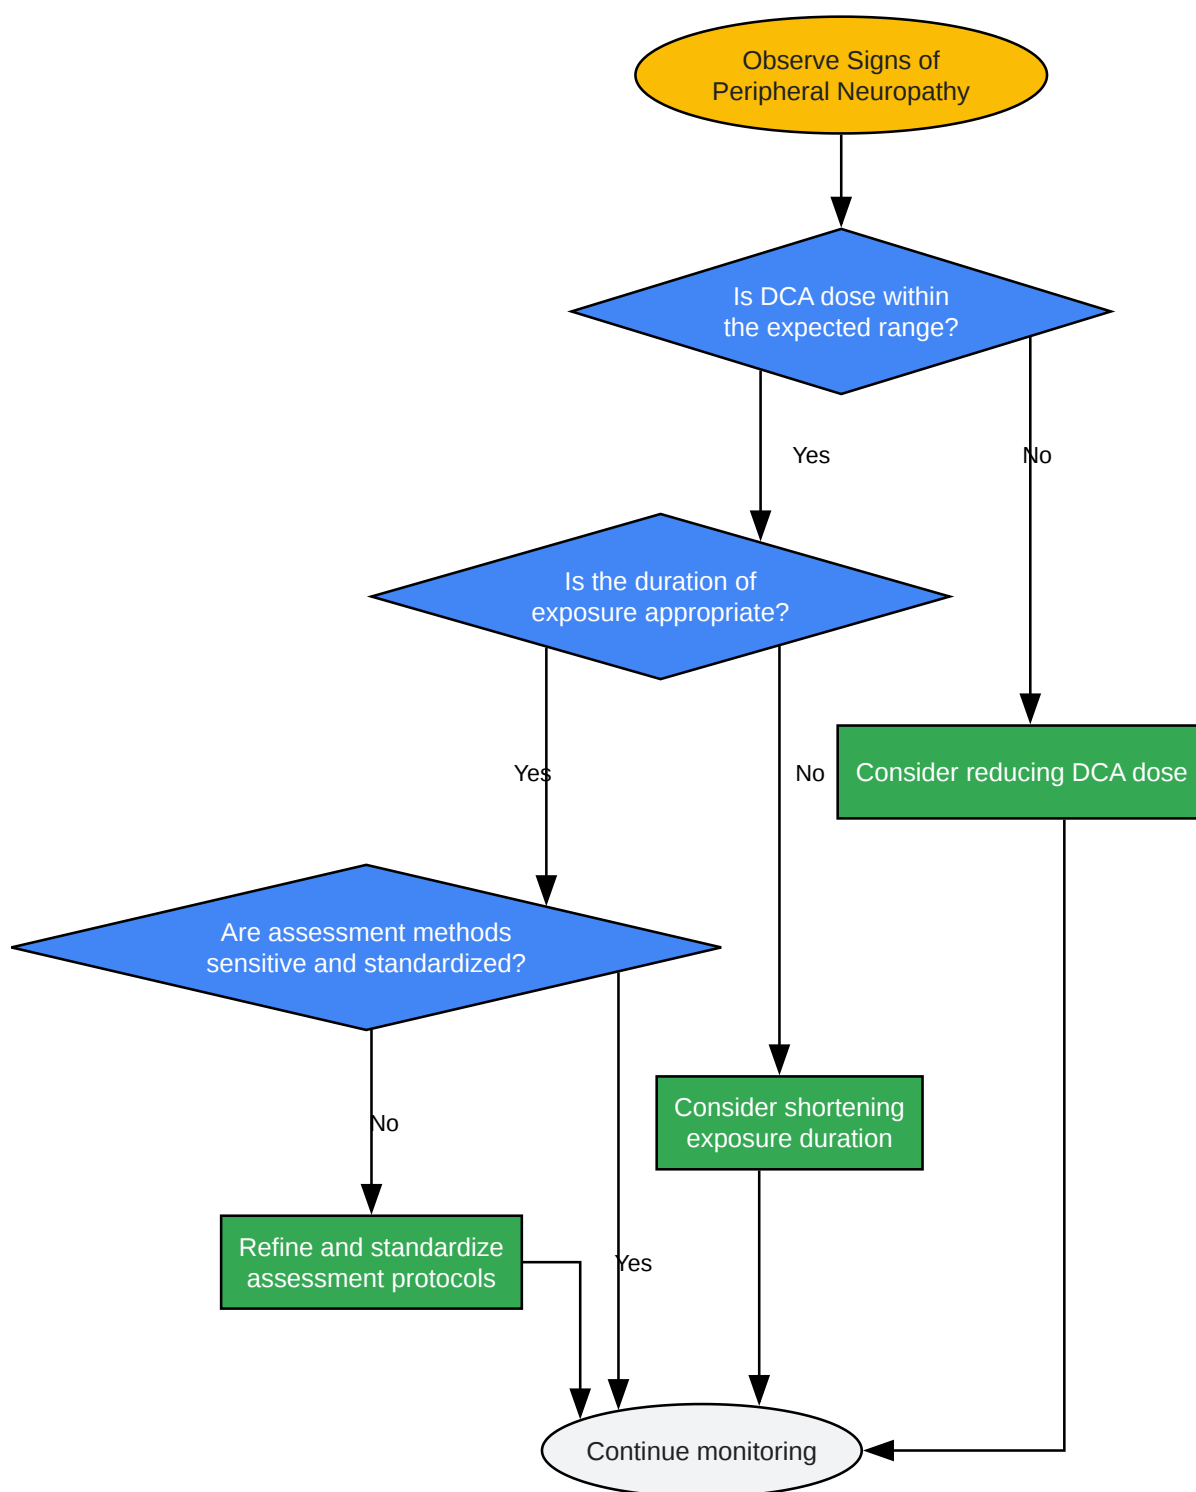 Observe Signs of
Peripheral Neuropathy
Is DCA dose within
the expected range?
Yes
No
Is the duration of
exposure appropriate?
Yes
No
Consider reducing DCA dose
Are assessment methods
sensitive and standardized?
No
Consider shortening
exposure duration
Refine and standardize
assessment protocols
Yes
Continue monitoring